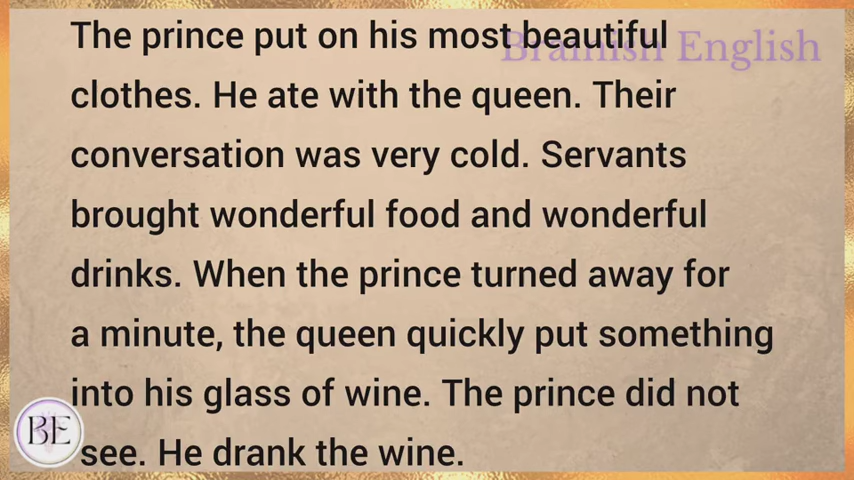 The prince put on his most beautiful
Brainish English
clothes. He ate with the queen. Their
conversation was very cold. Servants
brought wonderful food and wonderful
drinks. When the prince turned away for
a minute, the queen quickly put something
into his glass of wine. The prince did not
BE
see. He drank the wine.